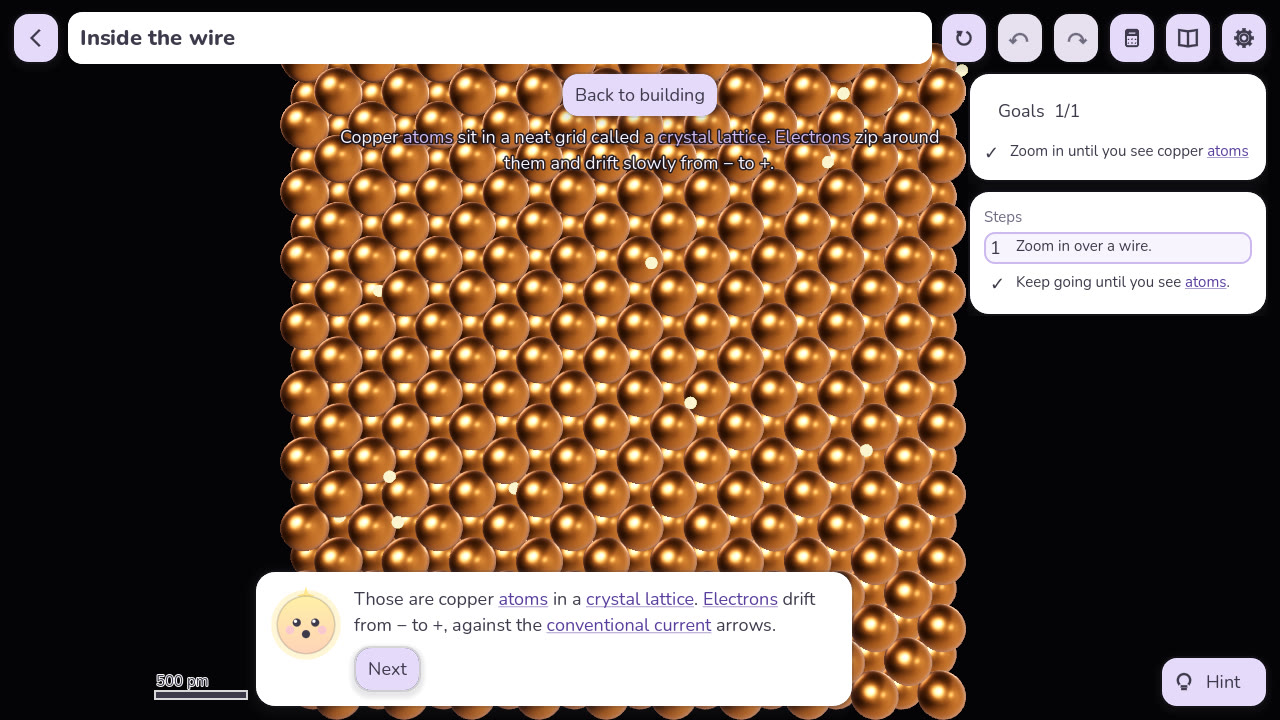 Inside the wire
Back to building
Copper atoms sit in a neat grid called a crystal lattice. Electrons zip around
them and drift slowly from − to +.
Goals 1/1
✓ Zoom in until you see copper atoms
Steps
1 Zoom in over a wire.
✓ Keep going until you see atoms.
Those are copper atoms in a crystal lattice. Electrons drift
from − to +, against the conventional current arrows.
Next
500 pm
Hint